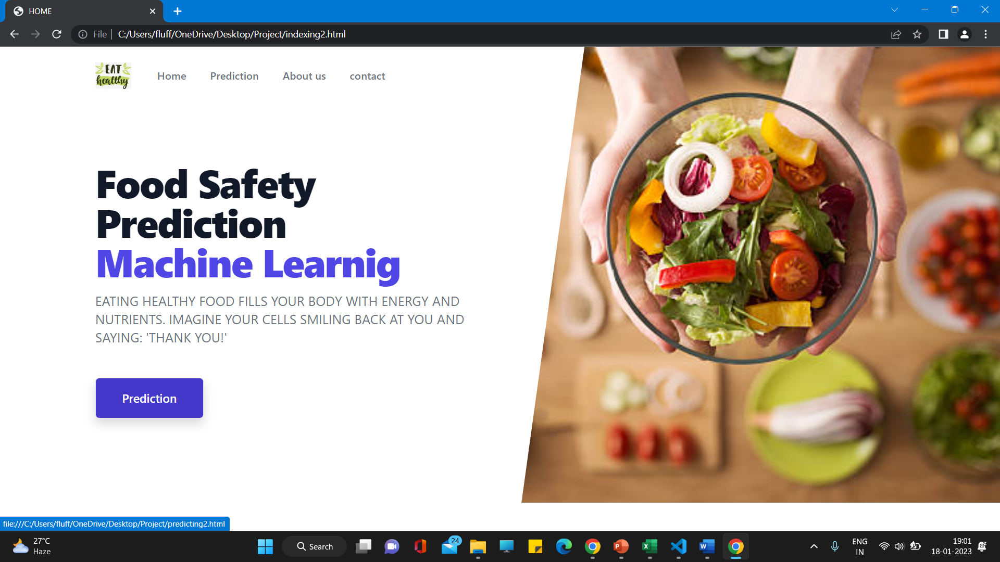 HOME
File
C:/Users/fluff/OneDrive/Desktop/Project/indexing2.html
EAT
healthy
Home
Prediction
About us
contact
Food Safety
Prediction
Machine Learnig
EATING HEALTHY FOOD FILLS YOUR BODY WITH ENERGY AND
NUTRIENTS. IMAGINE YOUR CELLS SMILING BACK AT YOU AND
SAYING: 'THANK YOU!'
Prediction
file:///C:/Users/fluff/OneDrive/Desktop/Project/predicting2.html
27°C
Haze
Search
24
P
X
W
ENG
IN
19:01
18-01-2023